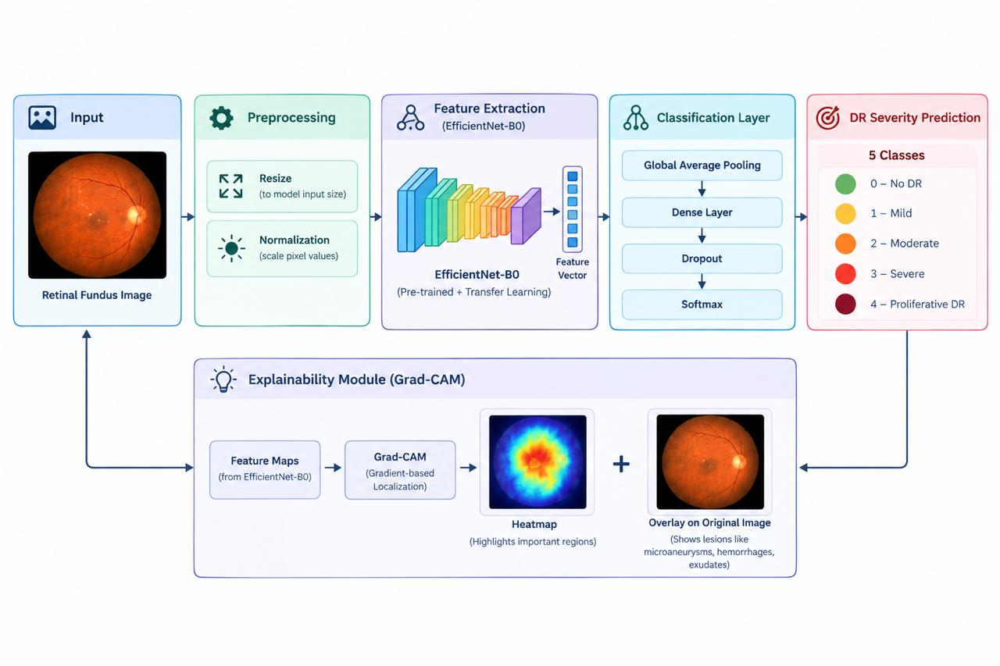 Input
Retinal Fundus Image
Preprocessing
Resize
(to model input size)
Normalization
(scale pixel values)
Feature Extraction
(EfficientNet-B0)
Feature
Vector
EfficientNet-B0
(Pre-trained + Transfer Learning)
Classification Layer
Global Average Pooling
Dense Layer
Dropout
Softmax
DR Severity Prediction
5 Classes
0 – No DR
1 – Mild
2 – Moderate
3 – Severe
4 – Proliferative DR
Explainability Module (Grad-CAM)
Feature Maps
(from EfficientNet-B0)
Grad-CAM
(Gradient-based
Localization)
Heatmap
(Highlights important regions)
+
Overlay on Original Image
(Shows lesions like
microaneurysms, hemorrhages,
exudates)